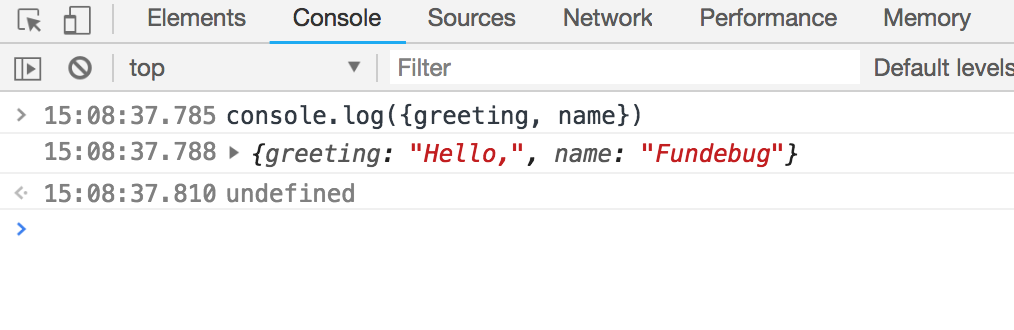 Elements Console Sources Network Performance Memory
top Filter Default levels
15:08:37.785 console.log({greeting, name})
15:08:37.788 {greeting: "Hello,", name: "Fundebug"}
15:08:37.810 undefined